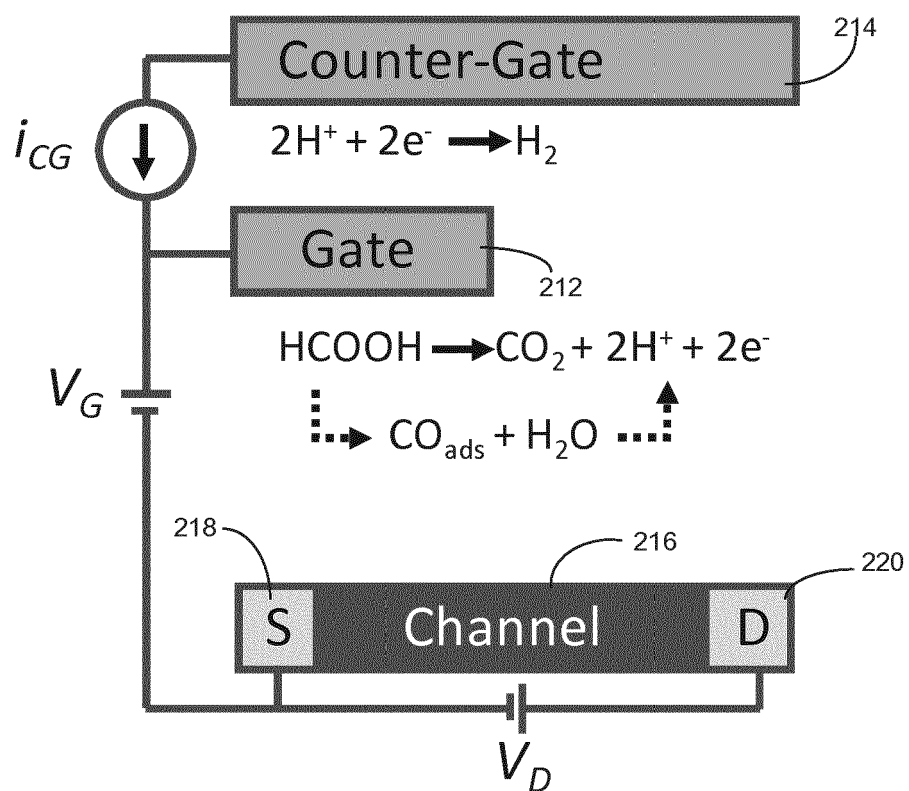 214
Counter-Gate
i_CG
2H⁺ + 2e⁻ → H₂
Gate
212
HCOOH → CO₂ + 2H⁺ + 2e⁻
V_G
CO_ads + H₂O
218
216
220
S
Channel
D
V_D